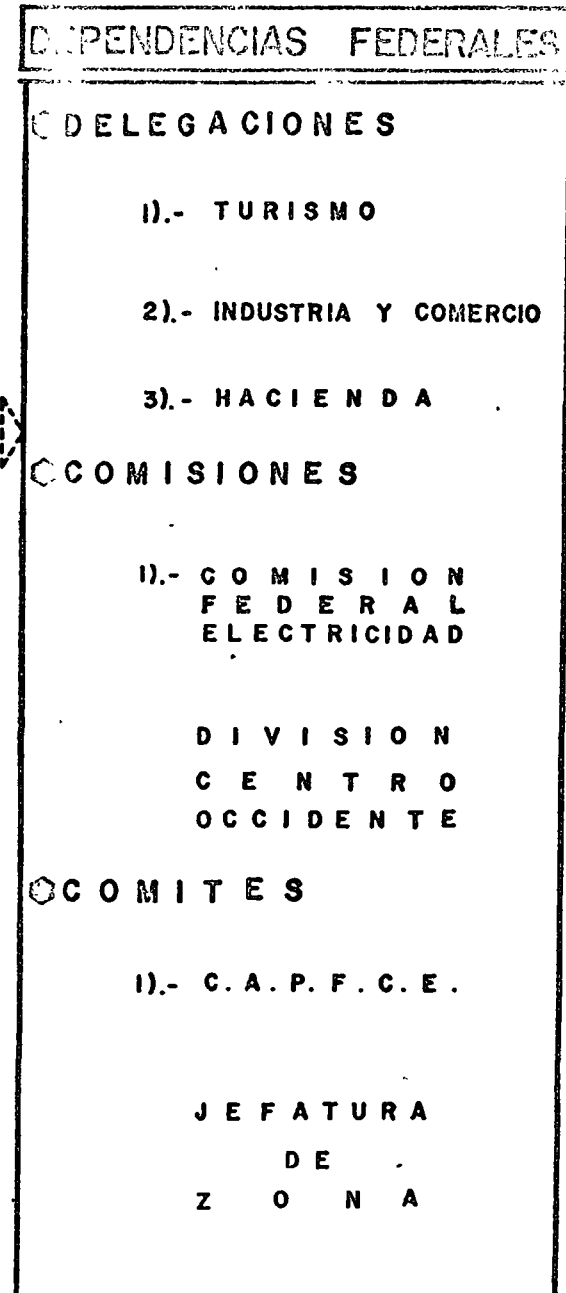 DEPENDENCIAS FEDERALES
DELEGACIONES
1).- TURISMO
2).- INDUSTRIA Y COMERCIO
3).- HACIENDA
COMISIONES
1).- COMISION
FEDERAL
ELECTRICIDAD
DIVISION
CENTRO
OCCIDENTE
COMITES
1).- C.A.P.F.C.E.
JEFATURA
DE
ZONA